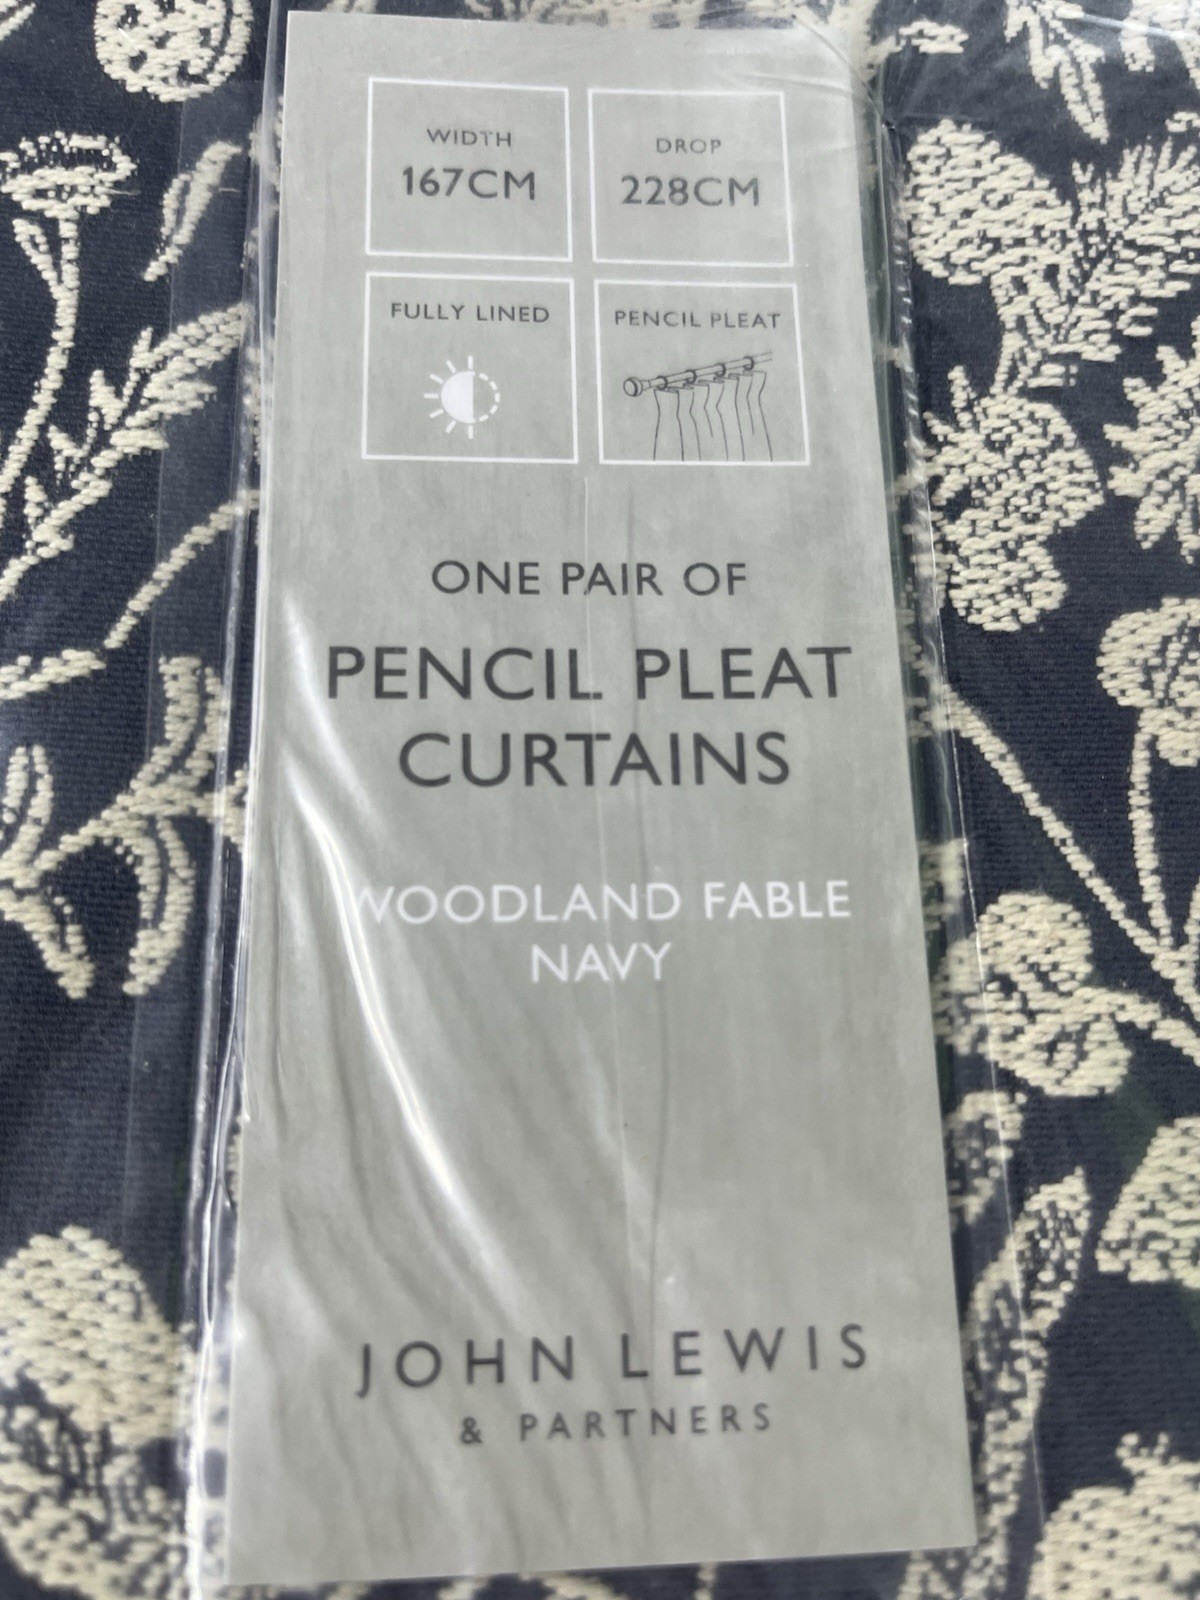 WIDTH
167CM
DROP
228CM
FULLY LINED
PENCIL PLEAT
ONE PAIR OF
PENCIL PLEAT
CURTAINS
WOODLAND FABLE
NAVY
JOHN LEWIS
& PARTNERS